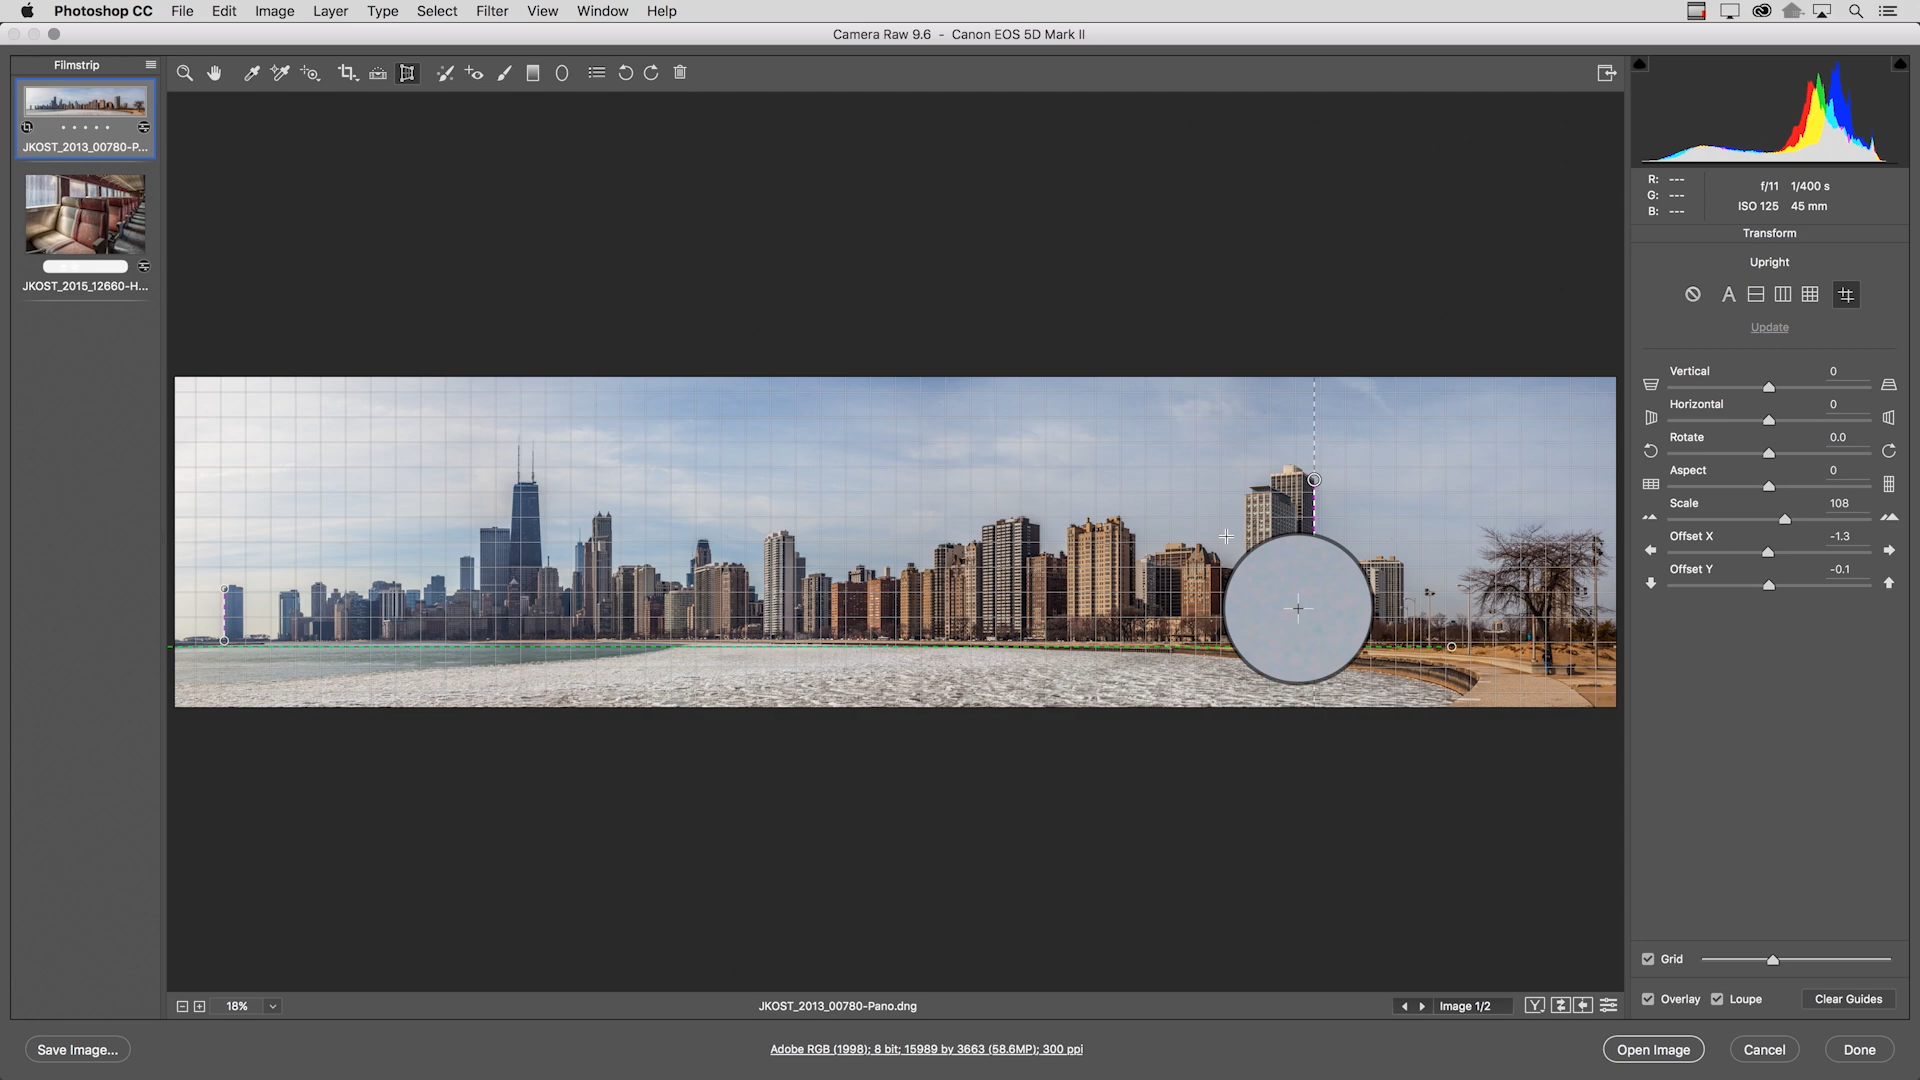 Photoshop CC File Edit Image Layer Type Select Filter View Window Help
Camera Raw 9.6 - Canon EOS 5D Mark II
Filmstrip
JKOST_2013_00780-P...
JKOST_2015_12660-H...
R: ---
G: ---
B: ---
f/11 1/400 s
ISO 125 45 mm
Transform
Upright
A
Update
Vertical 0
Horizontal 0
Rotate 0.0
Aspect 0
Scale 108
Offset X -1.3
Offset Y -0.1
Grid
Overlay Loupe Clear Guides
18%
JKOST_2013_00780-Pano.dng
Image 1/2
Y
Save Image...
Adobe RGB (1998); 8 bit; 15989 by 3663 (58.6MP); 300 ppi
Open Image Cancel Done